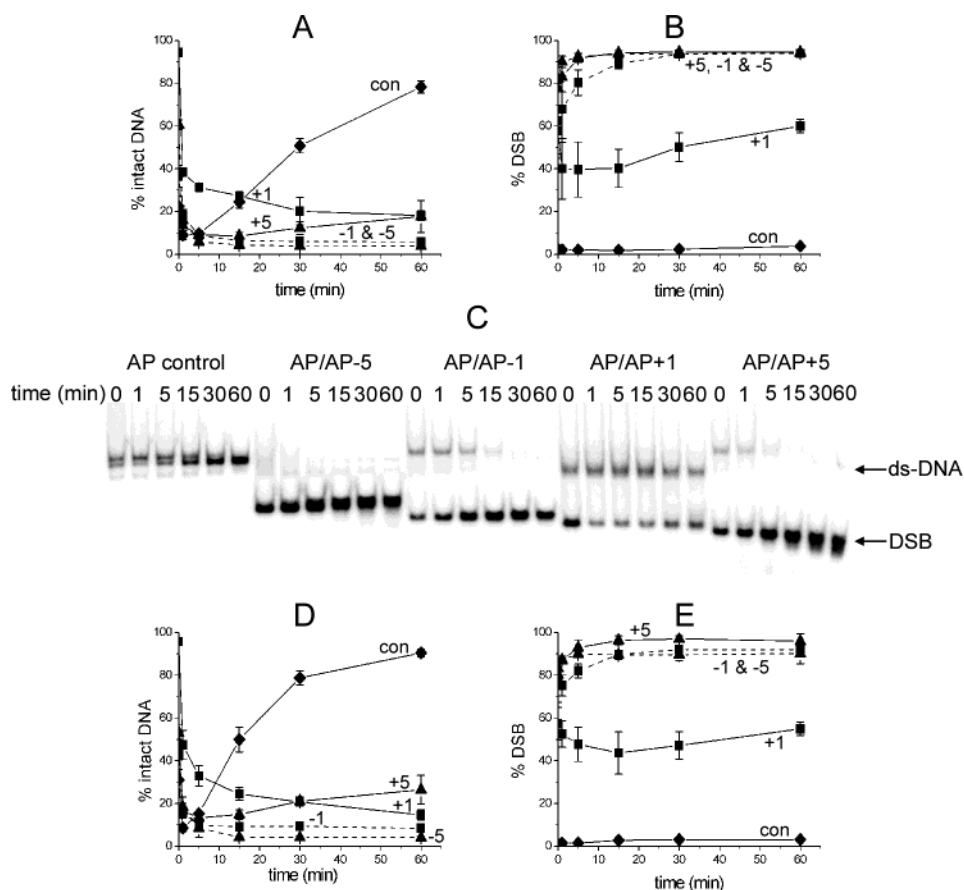 A
% intact DNA
100
80
60
40
20
0
con
+1
+5
-1 & -5
0 10 20 30 40 50 60
time (min)
B
% DSB
100
80
60
40
20
0
+5, -1 & -5
+1
con
0 10 20 30 40 50 60
time (min)
C
AP control AP/AP-5 AP/AP-1 AP/AP+1 AP/AP+5
time (min) 0 1 5 15 30 60 0 1 5 15 30 60 0 1 5 15 30 60 0 1 5 15 30 60 0 1 5 15 30 60
ds-DNA
DSB
D
% intact DNA
100
80
60
40
20
0
con
+5
+1
-1
-5
0 10 20 30 40 50 60
time (min)
E
% DSB
100
80
60
40
20
0
+5
-1 & -5
+1
con
0 10 20 30 40 50 60
time (min)